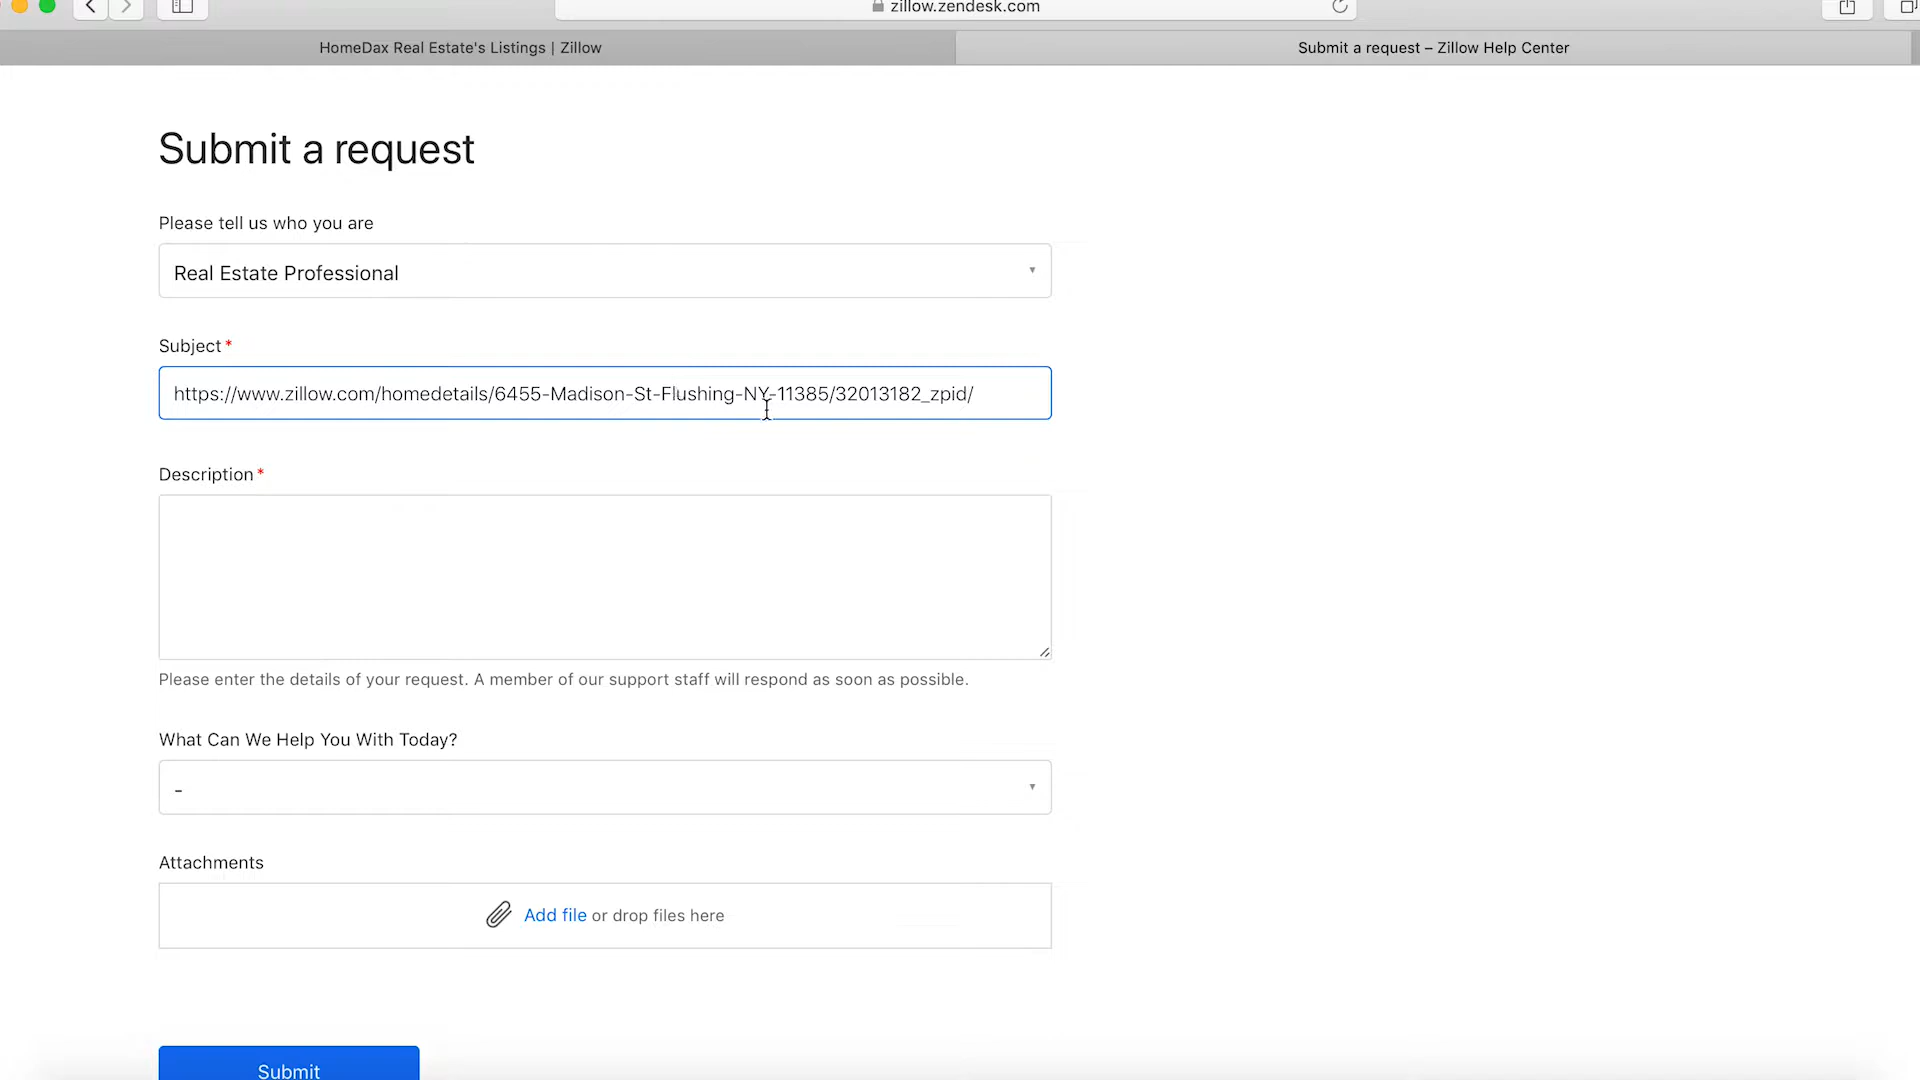 zillow.zendesk.com
HomeDax Real Estate's Listings | Zillow
Submit a request – Zillow Help Center
Submit a request
Please tell us who you are
Real Estate Professional
Subject *
https://www.zillow.com/homedetails/6455-Madison-St-Flushing-NY-11385/32013182_zpid/
Description *
Please enter the details of your request. A member of our support staff will respond as soon as possible.
What Can We Help You With Today?
-
Attachments
Add file or drop files here
Submit